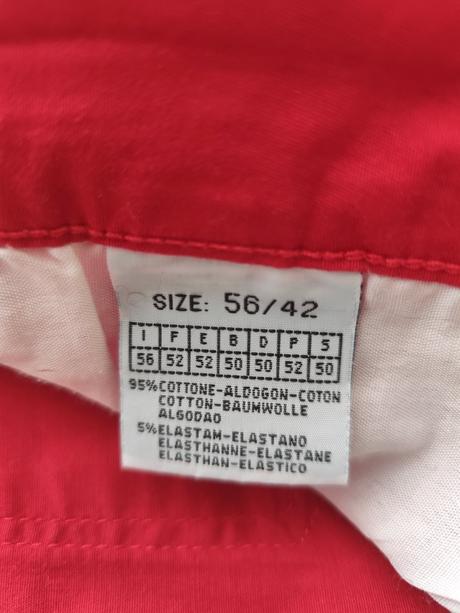 SIZE: 56/42
I F E B D P S
56 52 52 50 50 52 50
95% COTTONE-ALDOGON-COTON
COTTON-BAUMWOLLE
ALGODAO
5% ELASTAM-ELASTANO
ELASTHANNE-ELASTANE
ELASTHAN-ELASTICO